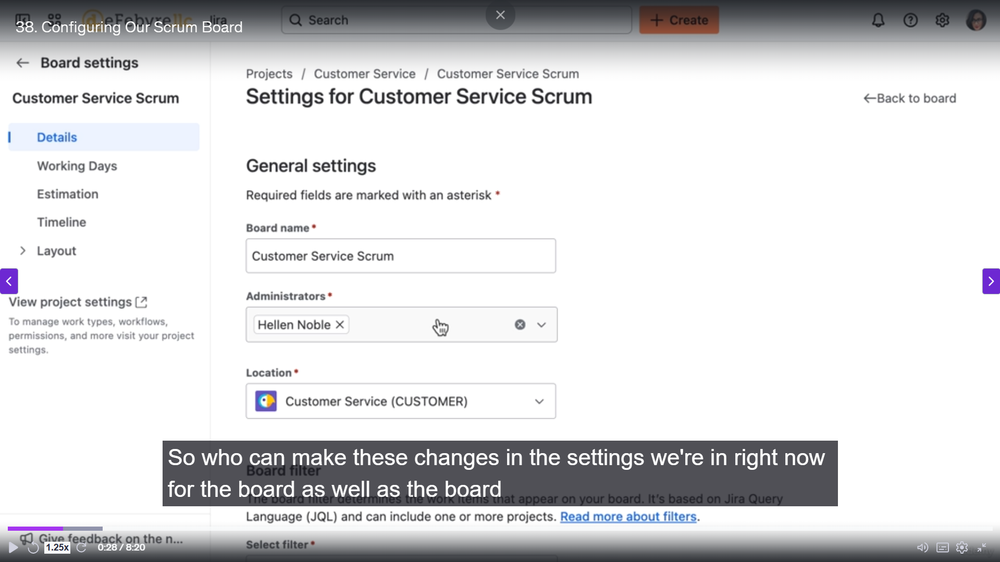 38. Configuring Our Scrum Board
Jira
Search
Create
Board settings
Customer Service Scrum
Details
Working Days
Estimation
Timeline
Layout
View project settings
To manage work types, workflows,
permissions, and more visit your project
settings.
Projects / Customer Service / Customer Service Scrum
Settings for Customer Service Scrum
Back to board
General settings
Required fields are marked with an asterisk *
Board name *
Customer Service Scrum
Administrators *
Hellen Noble
Location *
Customer Service (CUSTOMER)
So who can make these changes in the settings we're in right now
for the board as well as the board
Board filter
The board filter determines the work items that appear on your board. It's based on Jira Query
Language (JQL) and can include one or more projects. Read more about filters.
Select filter *
Give feedback on the n...
1.25x
0:28 / 8:20